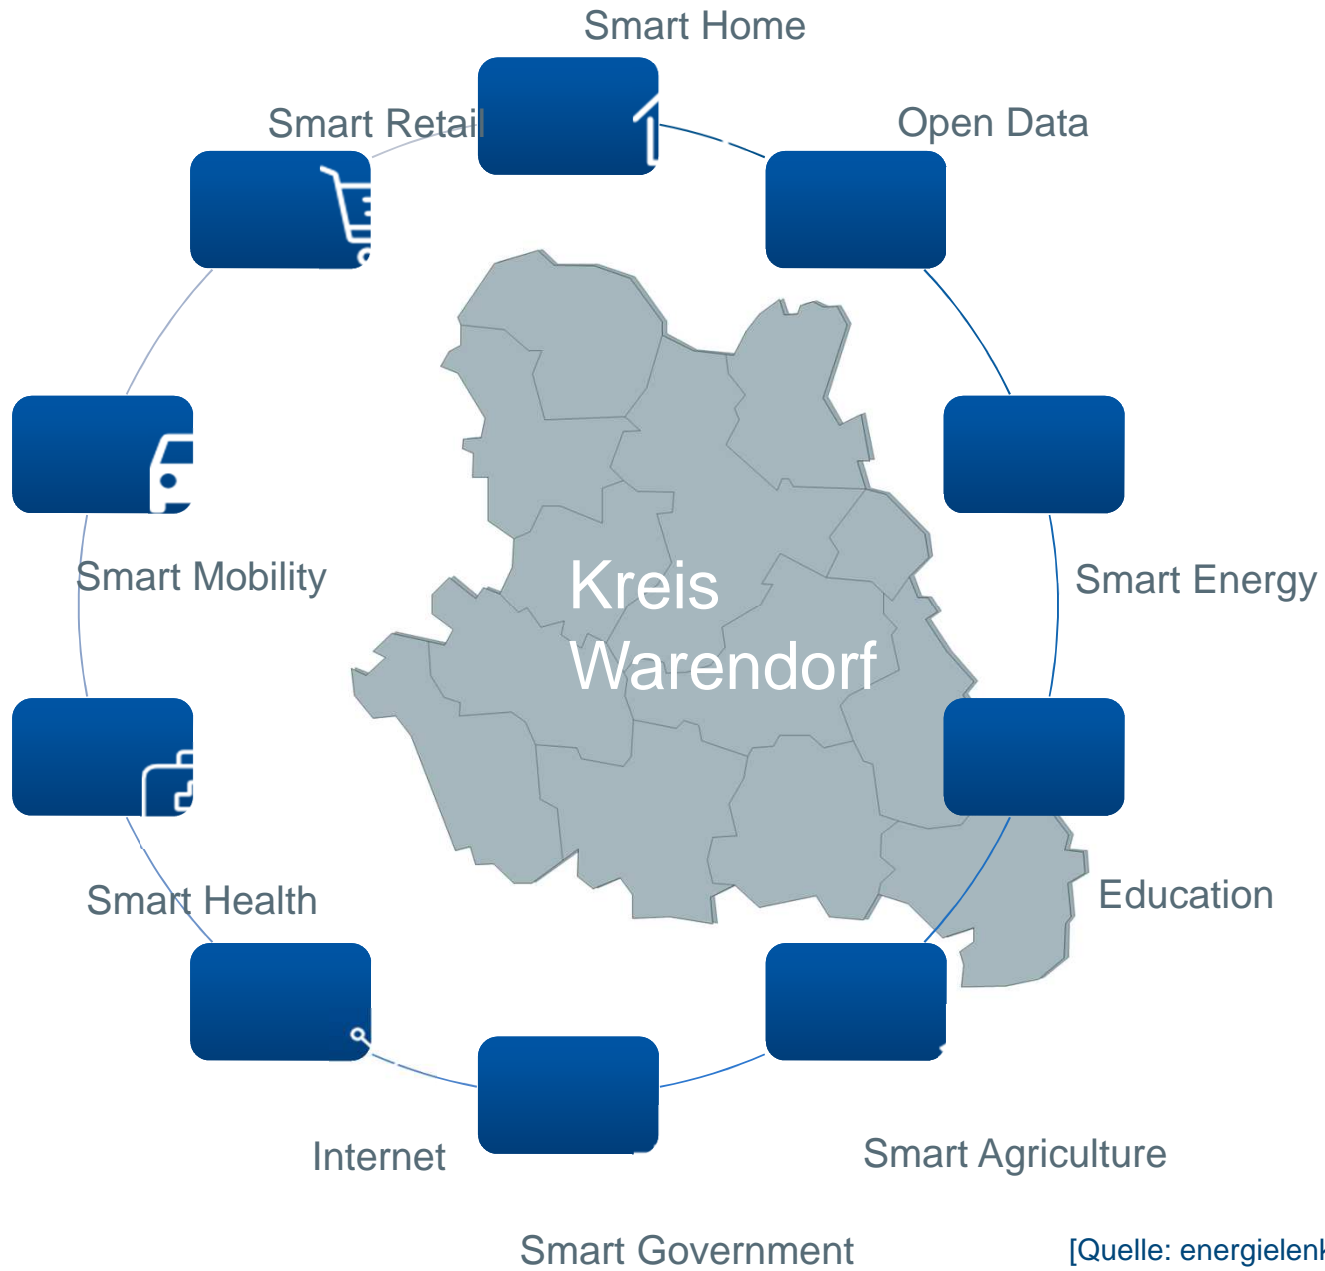 Smart Home
Smart Retail
Open Data
Kreis
Warendorf
Smart Mobility
Smart Energy
Smart Health
Education
Internet
Smart Agriculture
Smart Government
[Quelle: